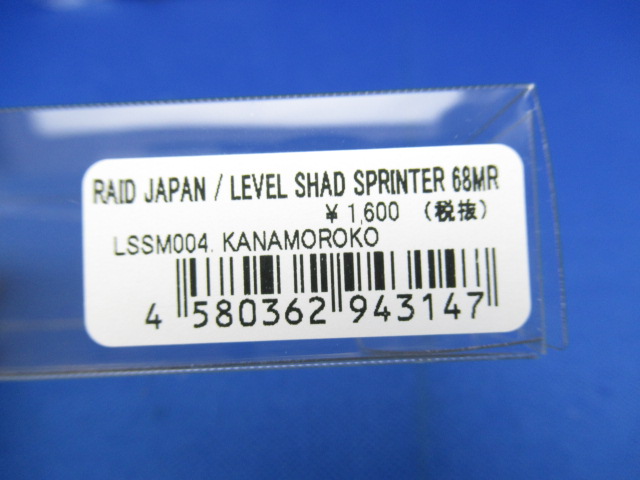 RAID JAPAN / LEVEL SHAD SPRINTER 68MR
¥ 1,600 (税抜)
LSSM004. KANAMOROKO
4 580362 943147